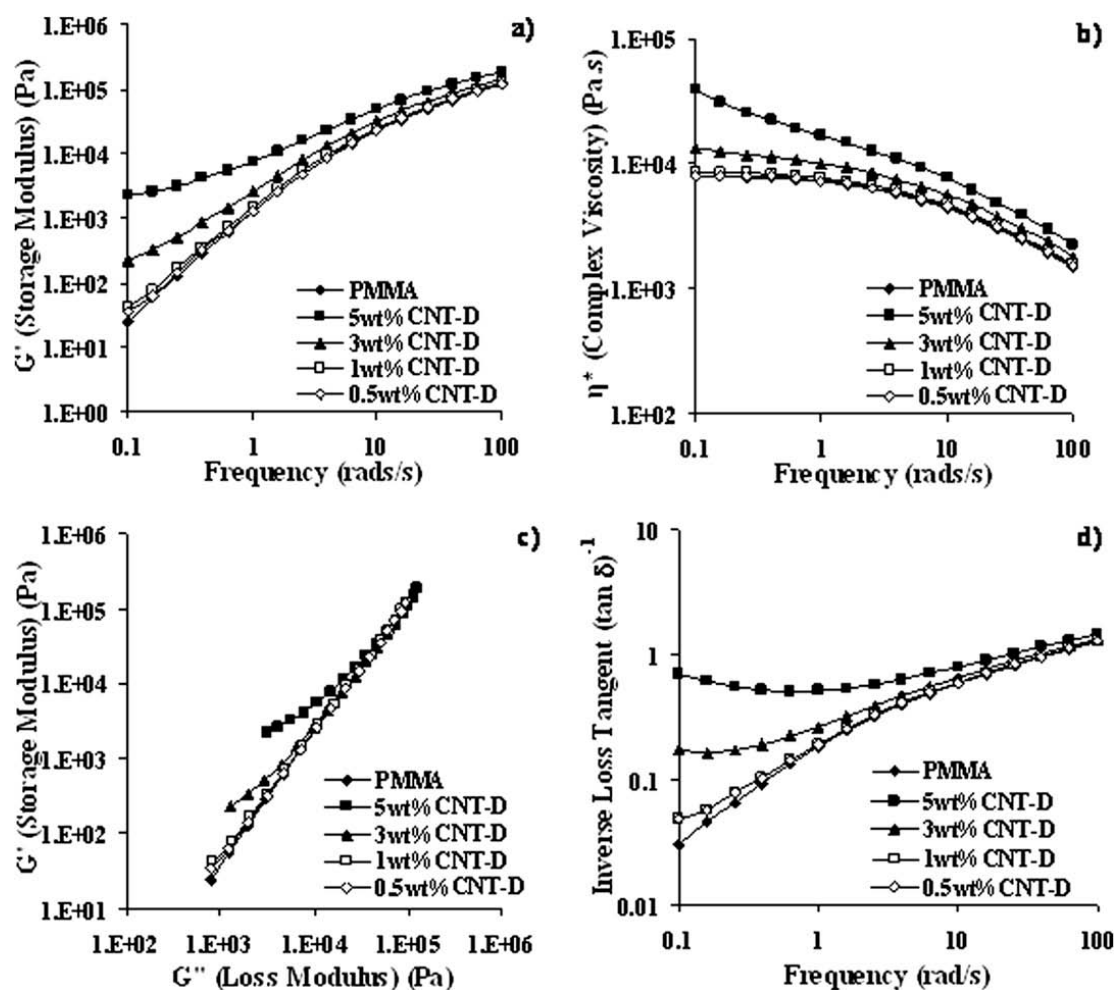 a)
G' (Storage Modulus) (Pa)
1.E+06
1.E+05
1.E+04
1.E+03
1.E+02
1.E+01
1.E+00
PMMA
5wt% CNT-D
3wt% CNT-D
1wt% CNT-D
0.5wt% CNT-D
0.1 1 10 100
Frequency (rads/s)
b)
η* (Complex Viscosity) (Pa.s)
1.E+05
1.E+04
1.E+03
1.E+02
PMMA
5wt% CNT-D
3wt% CNT-D
1wt% CNT-D
0.5wt% CNT-D
0.1 1 10 100
Frequency (rads/s)
c)
G' (Storage Modulus) (Pa)
1.E+06
1.E+05
1.E+04
1.E+03
1.E+02
1.E+01
PMMA
5wt% CNT-D
3wt% CNT-D
1wt% CNT-D
0.5wt% CNT-D
1.E+02 1.E+03 1.E+04 1.E+05 1.E+06
G" (Loss Modulus) (Pa)
d)
Inverse Loss Tangent (tan δ)-1
10
1
0.1
0.01
PMMA
5wt% CNT-D
3wt% CNT-D
1wt% CNT-D
0.5wt% CNT-D
0.1 1 10 100
Frequency (rad/s)